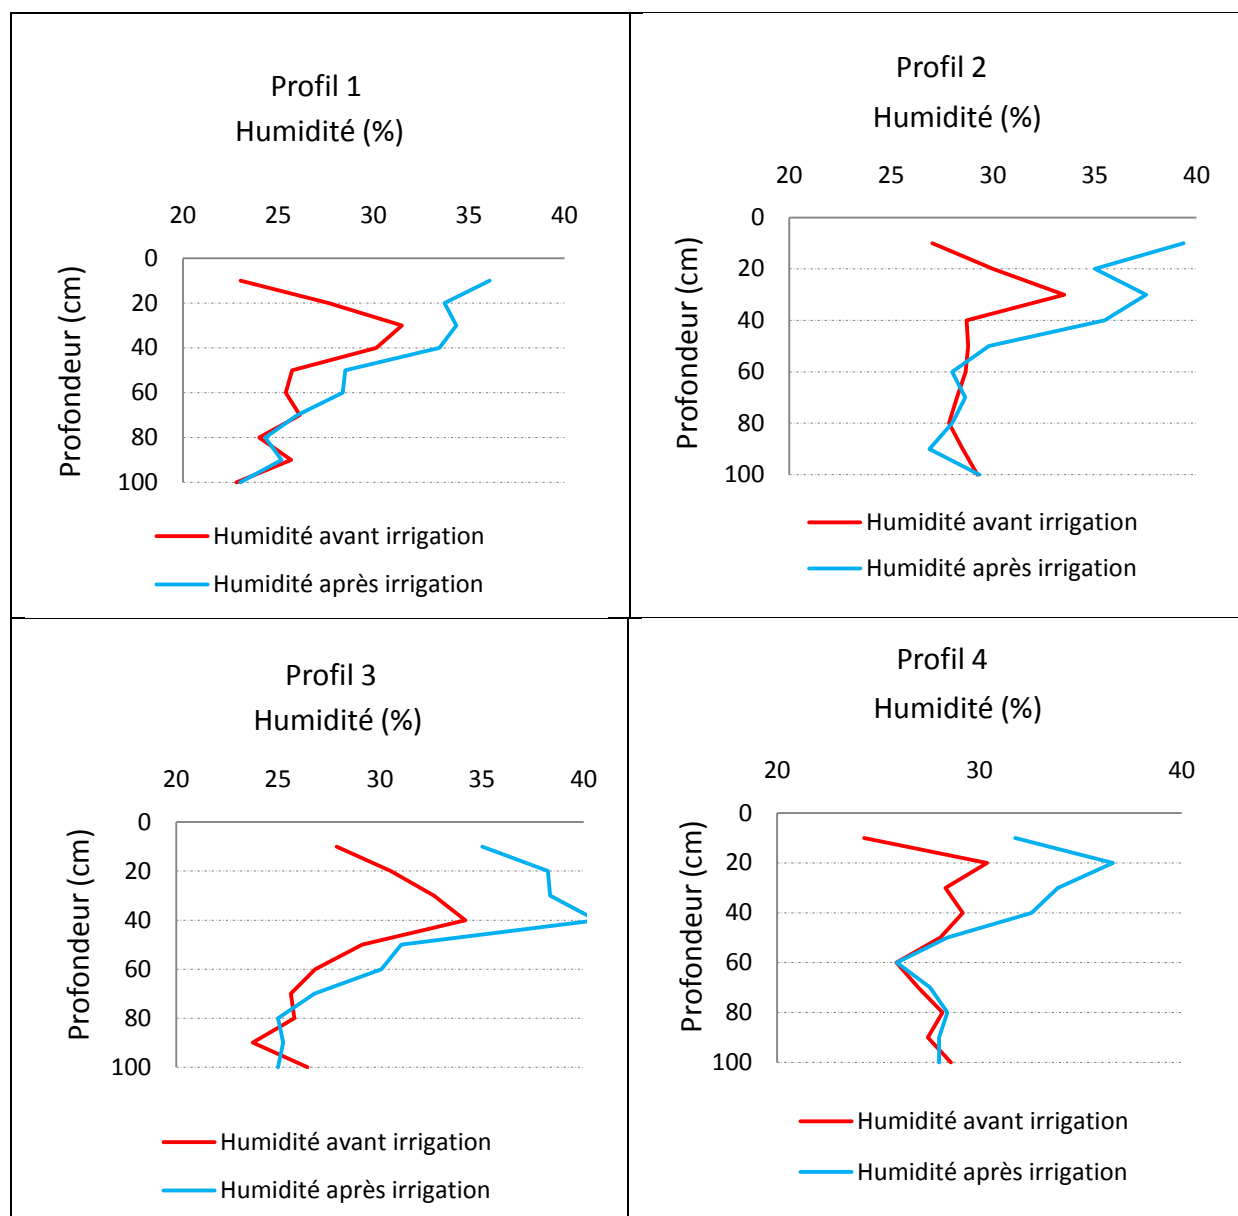 Profil 1
Humidité (%)
20 25 30 35 40
Profondeur (cm)
0
20
40
60
80
100
Humidité avant irrigation
Humidité après irrigation
Profil 2
Humidité (%)
20 25 30 35 40
Profondeur (cm)
0
20
40
60
80
100
Humidité avant irrigation
Humidité après irrigation
Profil 3
Humidité (%)
20 25 30 35 40
Profondeur (cm)
0
20
40
60
80
100
Humidité avant irrigation
Humidité après irrigation
Profil 4
Humidité (%)
20 30 40
Profondeur (cm)
0
20
40
60
80
100
Humidité avant irrigation
Humidité après irrigation